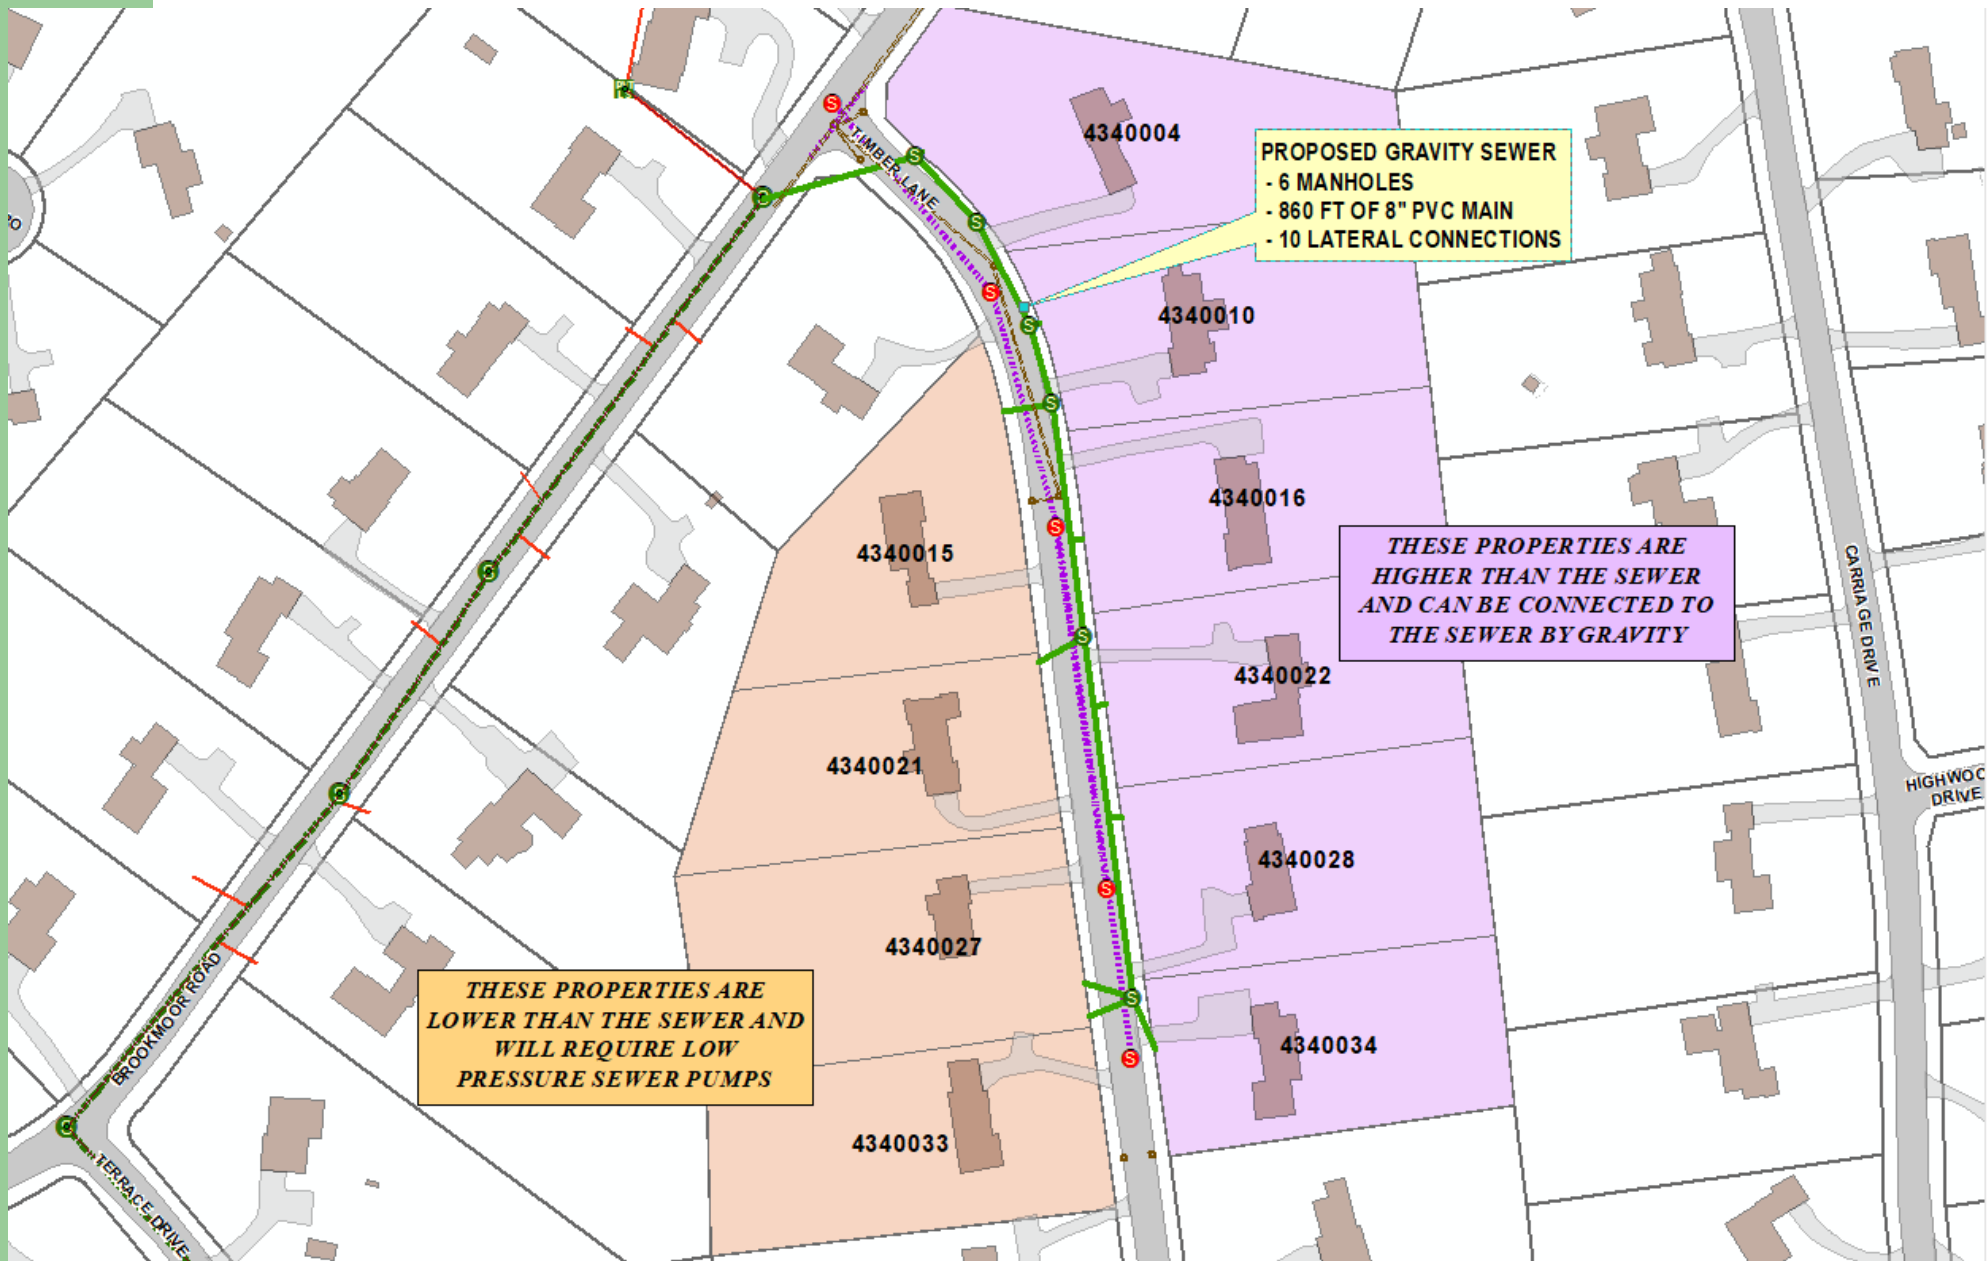 4340004
PROPOSED GRAVITY SEWER
- 6 MANHOLES
- 860 FT OF 8" PVC MAIN
- 10 LATERAL CONNECTIONS
TIMBER LANE
4340010
4340016
4340015
THESE PROPERTIES ARE
HIGHER THAN THE SEWER
AND CAN BE CONNECTED TO
THE SEWER BY GRAVITY
CARRIAGE DRIVE
4340022
4340021
HIGHWOO
DRIVE
4340028
4340027
THESE PROPERTIES ARE
LOWER THAN THE SEWER AND
WILL REQUIRE LOW
PRESSURE SEWER PUMPS
BROOKMOOR ROAD
4340034
4340033
TERRACE DRIVE
S
S
S
S
S
S
S
S
S
S
S